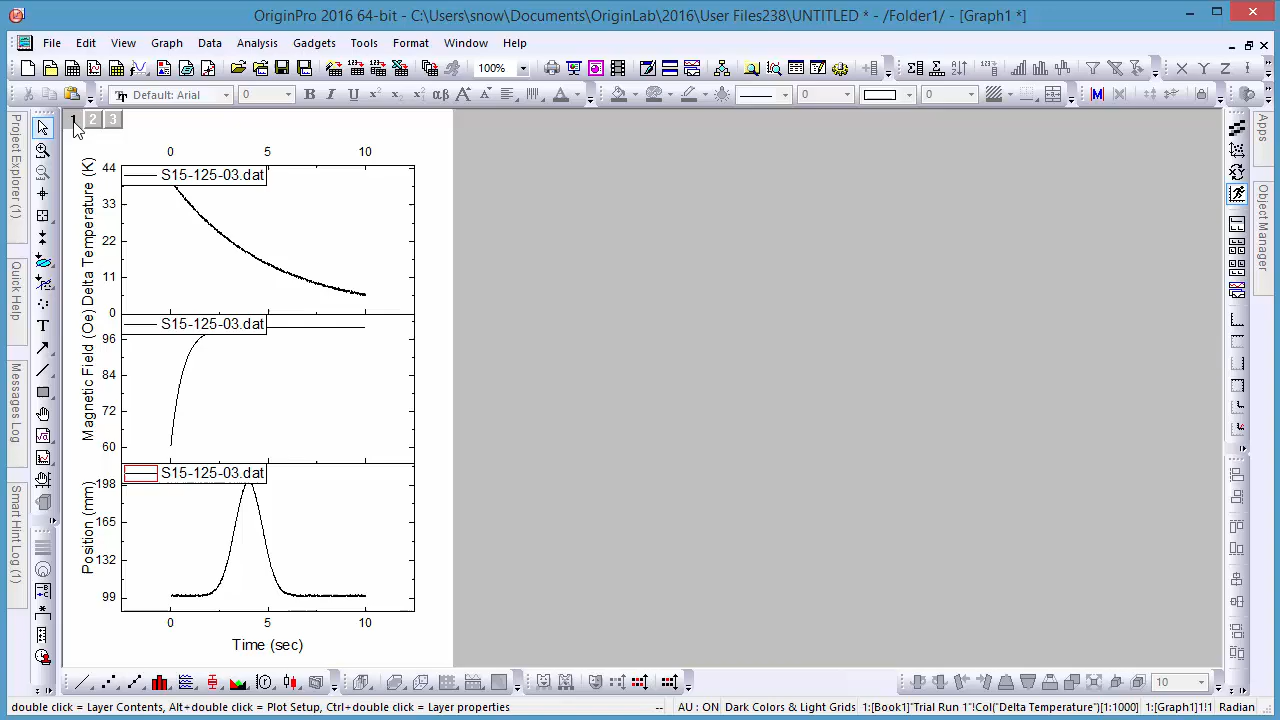 OriginPro 2016 64-bit - C:\Users\snow\Documents\OriginLab\2016\User Files238\UNTITLED * - /Folder1/ - [Graph1 *]
File Edit View Graph Data Analysis Gadgets Tools Format Window Help
100%
Default: Arial 0 B I U αβ A A A 0 0
Project Explorer (1)
Quick Help
Messages Log
Smart Hint Log (1)
Apps
Object Manager
1 2 3
0 5 10
44
33
22
11
0
Delta Temperature (K)
S15-125-03.dat
96
84
72
60
Magnetic Field (Oe)
S15-125-03.dat
198
165
132
99
Position (mm)
S15-125-03.dat
0 5 10
Time (sec)
10
double click = Layer Contents, Alt+double click = Plot Setup, Ctrl+double click = Layer properties -- AU : ON Dark Colors & Light Grids 1:[Book1]"Trial Run 1"!Col("Delta Temperature")[1:1000] 1:[Graph1]1!1 Radian